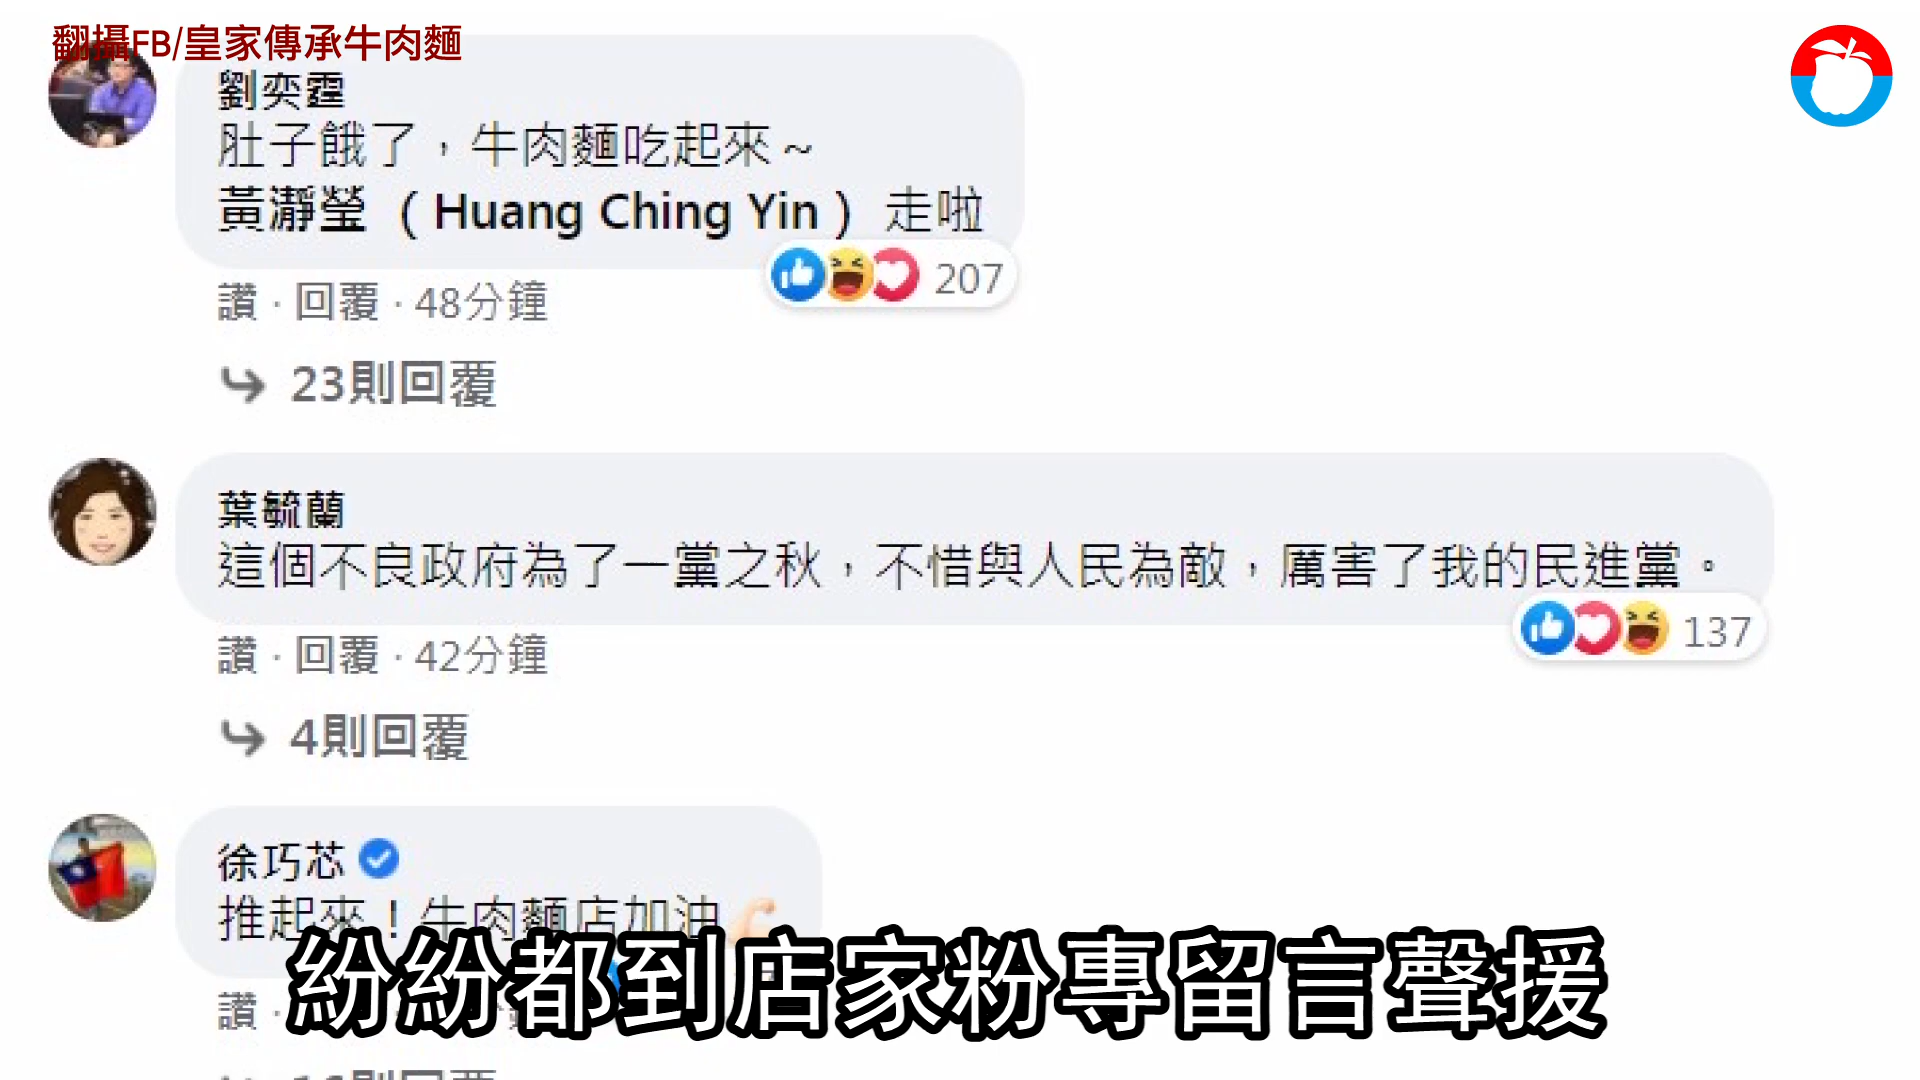 翻攝FB/皇家傳承牛肉麵
劉奕霆
肚子餓了，牛肉麵吃起來～
黃瀞瑩 （Huang Ching Yin） 走啦
207
讚 · 回覆 · 48分鐘
23則回覆
葉毓蘭
這個不良政府為了一黨之秋，不惜與人民為敵，厲害了我的民進黨。
137
讚 · 回覆 · 42分鐘
4則回覆
徐巧芯
推起來！牛肉麵店加油
讚 ·
紛紛都到店家粉專留言聲援